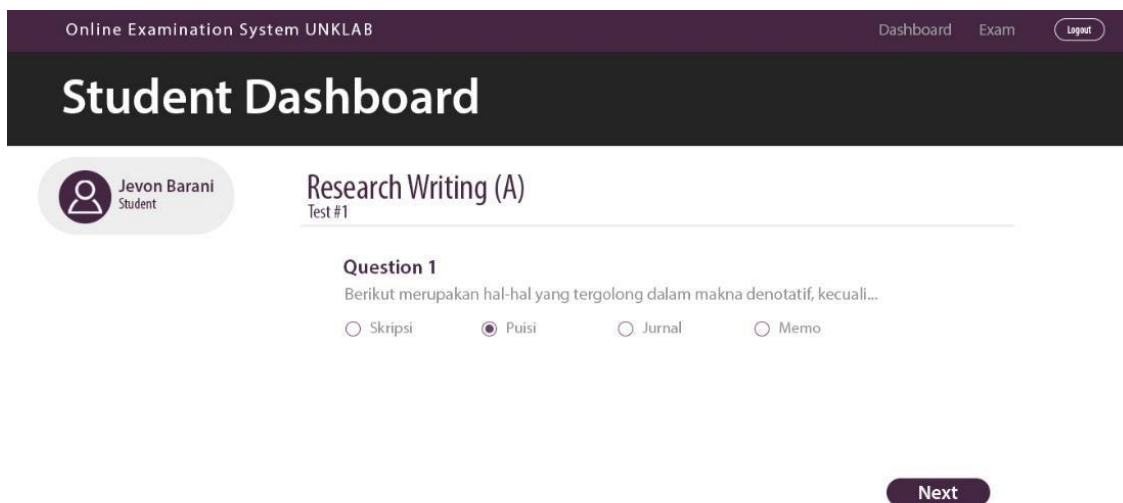 Online Examination System UNKLAB Dashboard Exam Logout
Student Dashboard
Jevon Barani
Student
Research Writing (A)
Test #1
Question 1
Berikut merupakan hal-hal yang tergolong dalam makna denotatif, kecuali...
Skripsi Puisi Jurnal Memo
Next